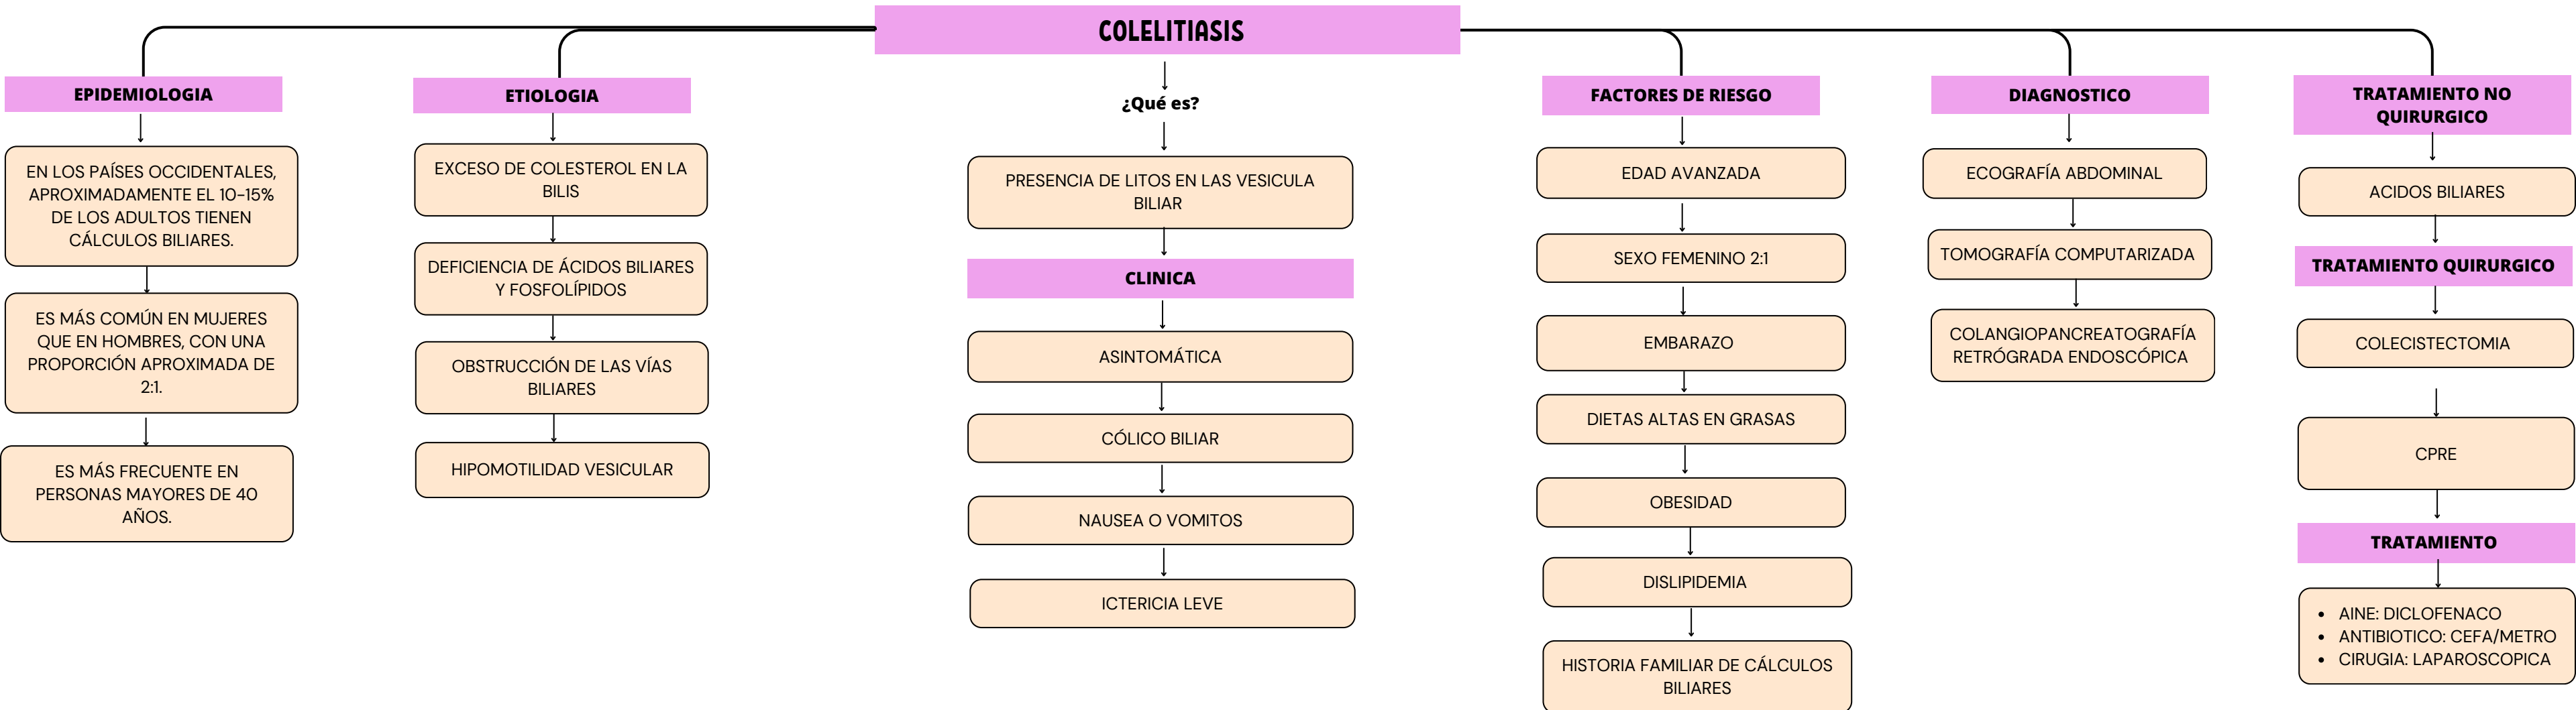 COLELITIASIS
EPIDEMIOLOGIA
EN LOS PAÍSES OCCIDENTALES,
APROXIMADAMENTE EL 10-15%
DE LOS ADULTOS TIENEN
CÁLCULOS BILIARES.
ES MÁS COMÚN EN MUJERES
QUE EN HOMBRES, CON UNA
PROPORCIÓN APROXIMADA DE
2:1.
ES MÁS FRECUENTE EN
PERSONAS MAYORES DE 40
AÑOS.
ETIOLOGIA
EXCESO DE COLESTEROL EN LA
BILIS
DEFICIENCIA DE ÁCIDOS BILIARES
Y FOSFOLÍPIDOS
OBSTRUCCIÓN DE LAS VÍAS
BILIARES
HIPOMOTILIDAD VESICULAR
¿Qué es?
PRESENCIA DE LITOS EN LAS VESICULA
BILIAR
CLINICA
ASINTOMÁTICA
CÓLICO BILIAR
NAUSEA O VOMITOS
ICTERICIA LEVE
FACTORES DE RIESGO
EDAD AVANZADA
SEXO FEMENINO 2:1
EMBARAZO
DIETAS ALTAS EN GRASAS
OBESIDAD
DISLIPIDEMIA
HISTORIA FAMILIAR DE CÁLCULOS
BILIARES
DIAGNOSTICO
ECOGRAFÍA ABDOMINAL
TOMOGRAFÍA COMPUTARIZADA
COLANGIOPANCREATOGRAFÍA
RETRÓGRADA ENDOSCÓPICA
TRATAMIENTO NO
QUIRURGICO
ACIDOS BILIARES
TRATAMIENTO QUIRURGICO
COLECISTECTOMIA
CPRE
TRATAMIENTO
• AINE: DICLOFENACO
• ANTIBIOTICO: CEFA/METRO
• CIRUGIA: LAPAROSCOPICA